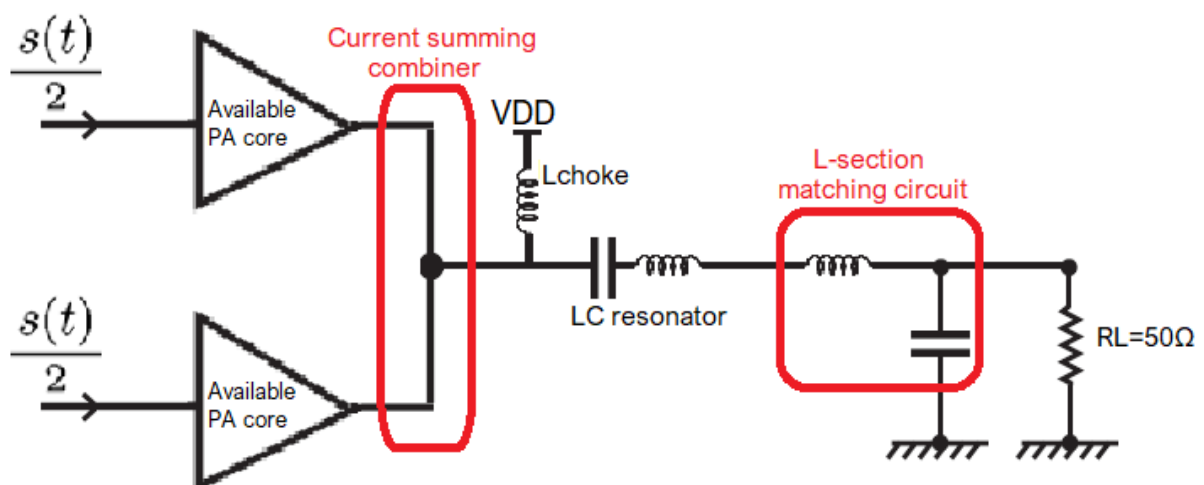 s(t)
2
Available
PA core
Current summing
combiner
VDD
Lchoke
L-section
matching circuit
LC resonator
RL=50Ω
s(t)
2
Available
PA core